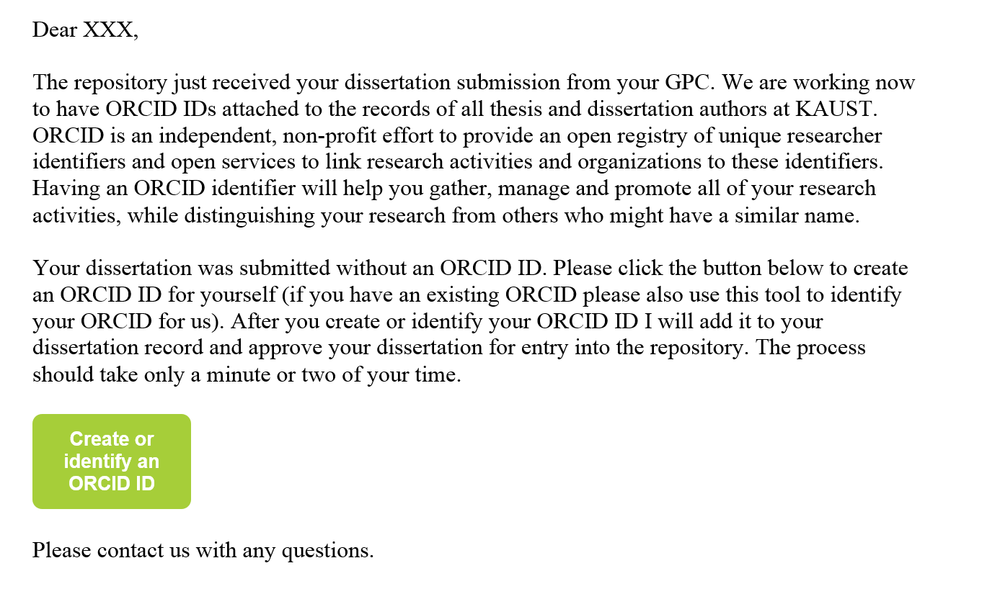 Dear XXX,
The repository just received your dissertation submission from your GPC. We are working now
to have ORCID IDs attached to the records of all thesis and dissertation authors at KAUST.
ORCID is an independent, non-profit effort to provide an open registry of unique researcher
identifiers and open services to link research activities and organizations to these identifiers.
Having an ORCID identifier will help you gather, manage and promote all of your research
activities, while distinguishing your research from others who might have a similar name.
Your dissertation was submitted without an ORCID ID. Please click the button below to create
an ORCID ID for yourself (if you have an existing ORCID please also use this tool to identify
your ORCID for us). After you create or identify your ORCID ID I will add it to your
dissertation record and approve your dissertation for entry into the repository. The process
should take only a minute or two of your time.
Create or
identify an
ORCID ID
Please contact us with any questions.